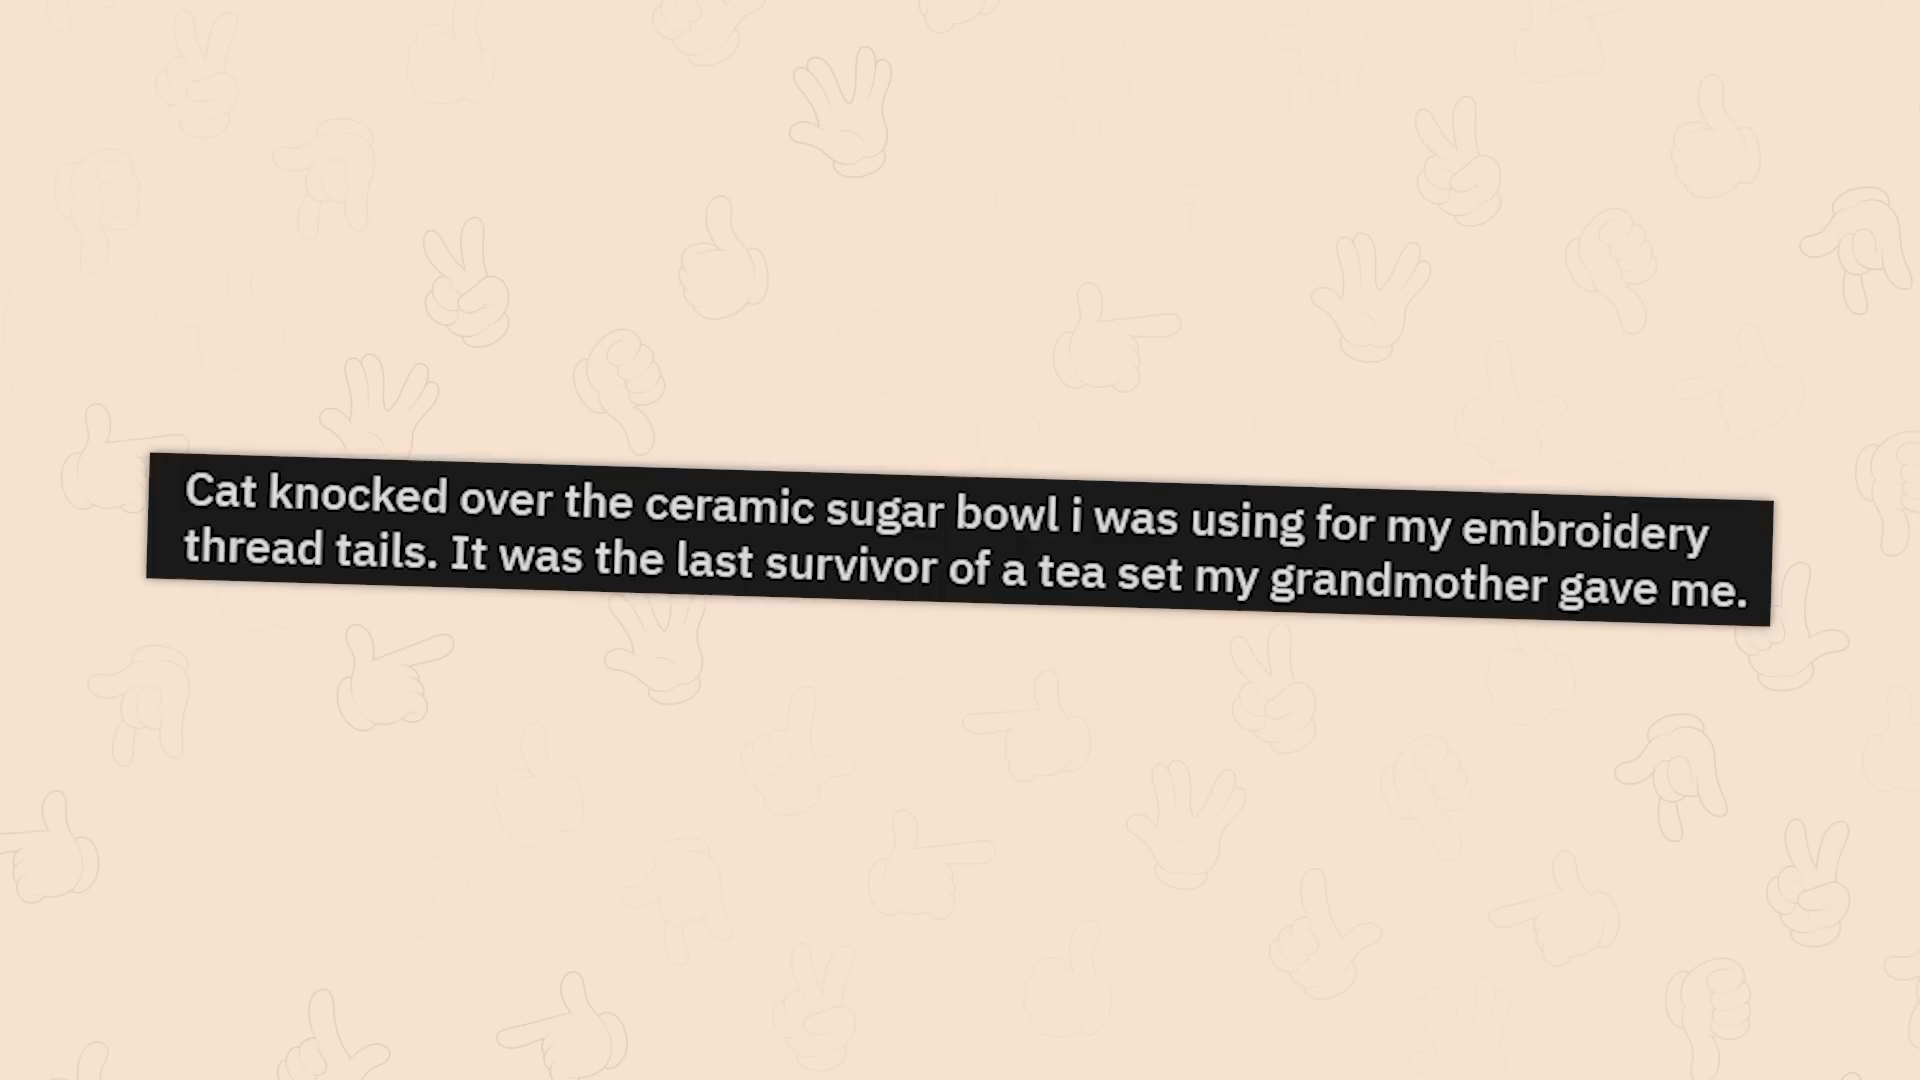 Cat knocked over the ceramic sugar bowl i was using for my embroidery
thread tails. It was the last survivor of a tea set my grandmother gave me.